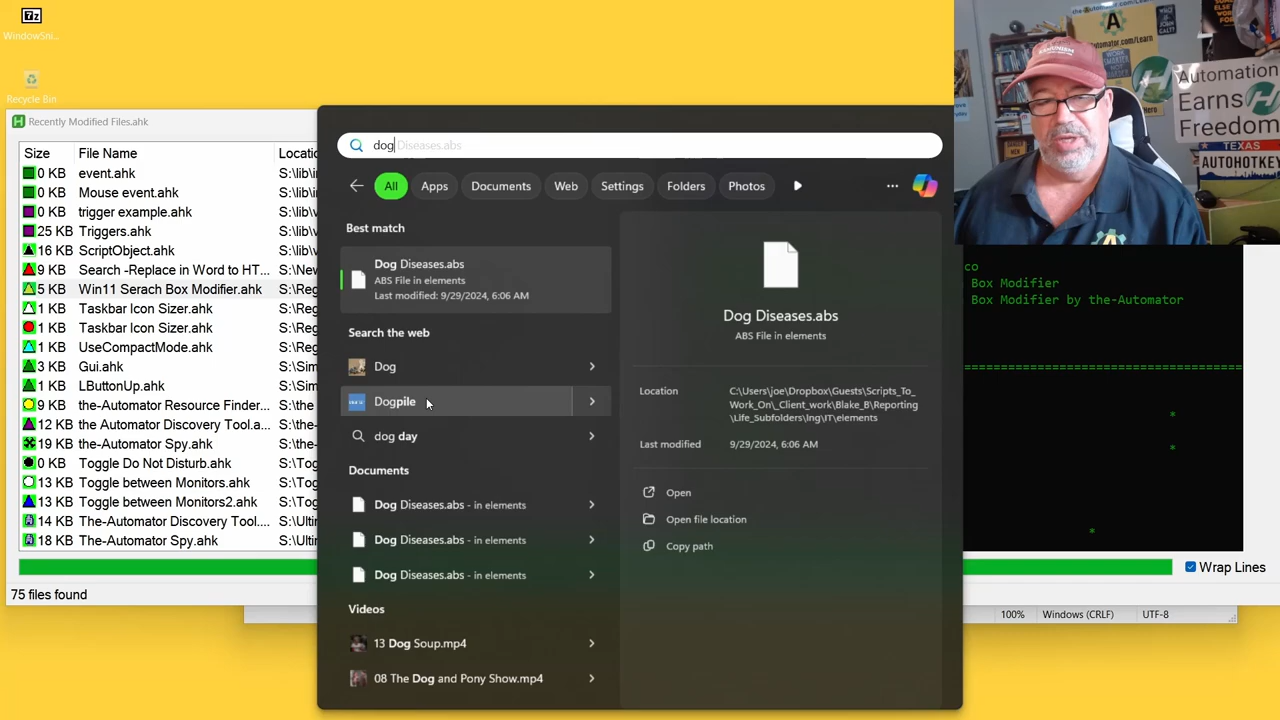 WindowSni...
Recycle Bin
Recently Modified Files.ahk
Size File Name Locatio
0 KB event.ahk S:\lib\i
0 KB Mouse event.ahk S:\lib\i
0 KB trigger example.ahk S:\lib\v
25 KB Triggers.ahk S:\lib\v
16 KB ScriptObject.ahk S:\lib\v
9 KB Search -Replace in Word to HT... S:\New
5 KB Win11 Serach Box Modifier.ahk S:\Reg
1 KB Taskbar Icon Sizer.ahk S:\Reg
1 KB Taskbar Icon Sizer.ahk S:\Reg
1 KB UseCompactMode.ahk S:\Reg
3 KB Gui.ahk S:\Reg
1 KB LButtonUp.ahk S:\Reg
9 KB the-Automator Resource Finder... S:\the-
12 KB the Automator Discovery Tool.a... S:\the-
19 KB the-Automator Spy.ahk S:\the-
0 KB Toggle Do Not Disturb.ahk S:\the-
13 KB Toggle between Monitors.ahk S:\Tog
13 KB Toggle between Monitors2.ahk S:\Tog
14 KB The-Automator Discovery Tool.... S:\Ulti
18 KB The-Automator Spy.ahk S:\Ulti
75 files found
dog Diseases.abs
All Apps Documents Web Settings Folders Photos ...
Best match
Dog Diseases.abs
ABS File in elements
Last modified: 9/29/2024, 6:06 AM
Search the web
Dog
Dogpile
dog day
Documents
Dog Diseases.abs - in elements
Dog Diseases.abs - in elements
Dog Diseases.abs - in elements
Videos
13 Dog Soup.mp4
08 The Dog and Pony Show.mp4
Dog Diseases.abs
ABS File in elements
Location C:\Users\joe\Dropbox\Guests\Scripts_To_
Work_On\_Client_work\Blake_B\Reporting
\Life_Subfolders\Ing\IT\elements
Last modified 9/29/2024, 6:06 AM
Open
Open file location
Copy path
co
Box Modifier
Box Modifier by the-Automator
========================================
*
*
*
Wrap Lines
100% Windows (CRLF) UTF-8
Automation
Earns
Freedom
TEXAS
AUTOHOTKEY